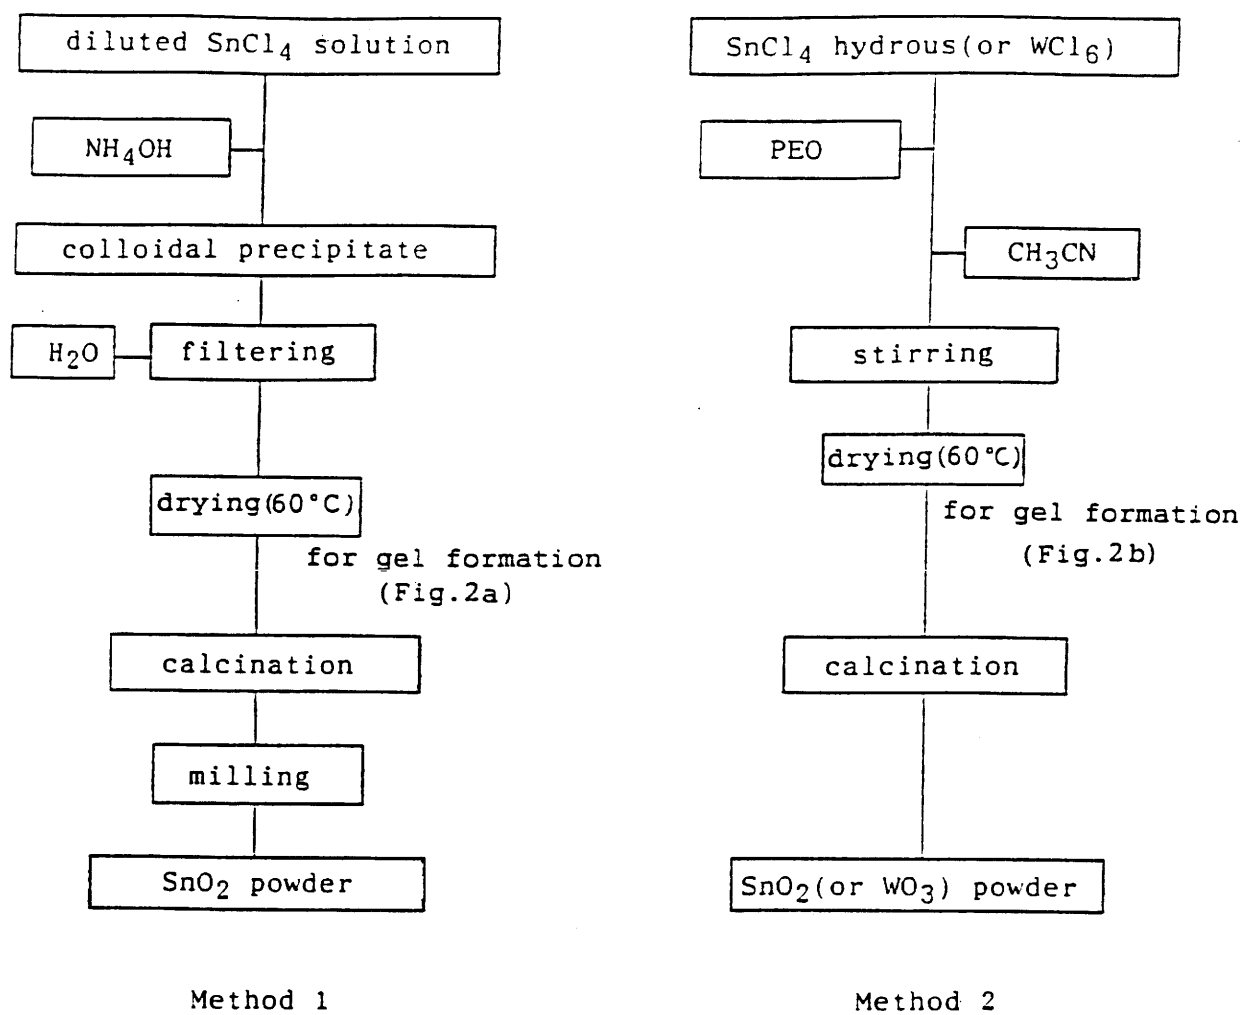 diluted SnCl4 solution
NH4OH
colloidal precipitate
H2O
filtering
drying(60°C)
for gel formation
(Fig.2a)
calcination
milling
SnO2 powder
Method 1
SnCl4 hydrous(or WCl6)
PEO
CH3CN
stirring
drying(60℃)
for gel formation
(Fig.2b)
calcination
SnO2(or WO3) powder
Method 2